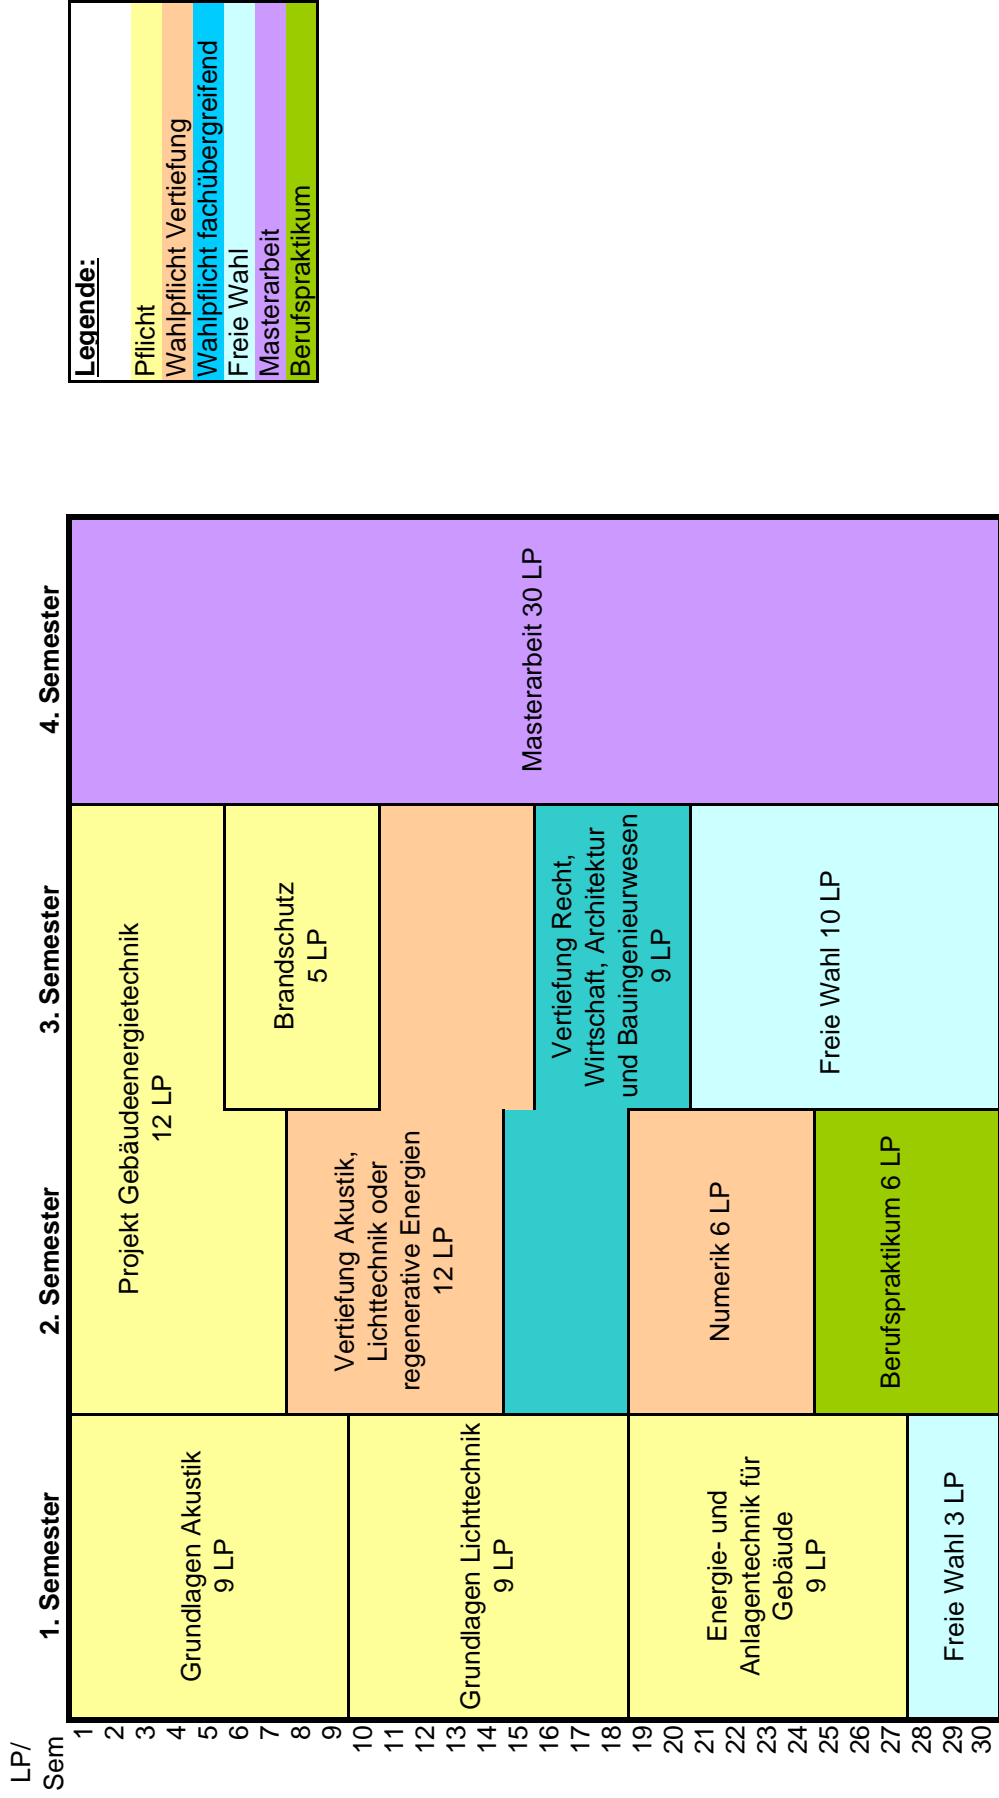 LP/
Sem
1. Semester
2. Semester
3. Semester
4. Semester
1
2
3
4
5
6
7
8
9
10
11
12
13
14
15
16
17
18
19
20
21
22
23
24
25
26
27
28
29
30
Grundlagen Akustik
9 LP
Grundlagen Lichttechnik
9 LP
Energie- und
Anlagentechnik für
Gebäude
9 LP
Freie Wahl 3 LP
Projekt Gebäudeenergietechnik
12 LP
Vertiefung Akustik,
Lichttechnik oder
regenerative Energien
12 LP
Numerik 6 LP
Berufspraktikum 6 LP
Brandschutz
5 LP
Vertiefung Recht,
Wirtschaft, Architektur
und Bauingenieurwesen
9 LP
Freie Wahl 10 LP
Masterarbeit 30 LP
Legende:
Pflicht
Wahlpflicht Vertiefung
Wahlpflicht fachübergreifend
Freie Wahl
Masterarbeit
Berufspraktikum